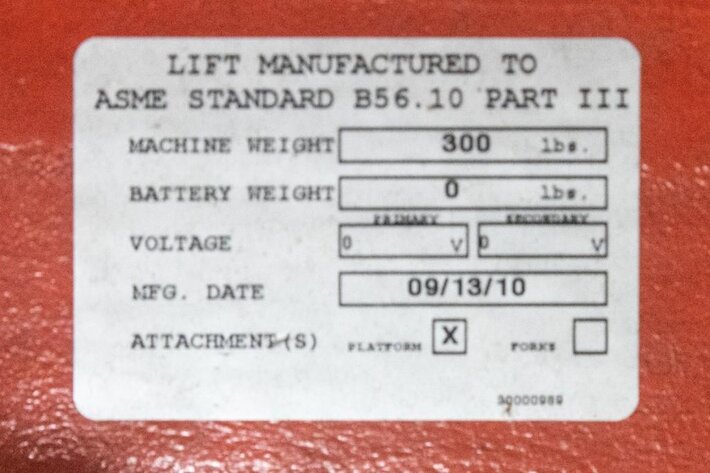 LIFT MANUFACTURED TO
ASME STANDARD B56.10 PART III
MACHINE WEIGHT 300 lbs.
BATTERY WEIGHT 0 lbs.
PRIMARY SECONDARY
VOLTAGE 0 V 0 V
MFG. DATE 09/13/10
ATTACHMENT(S) PLATFORM X FORKS
30000989